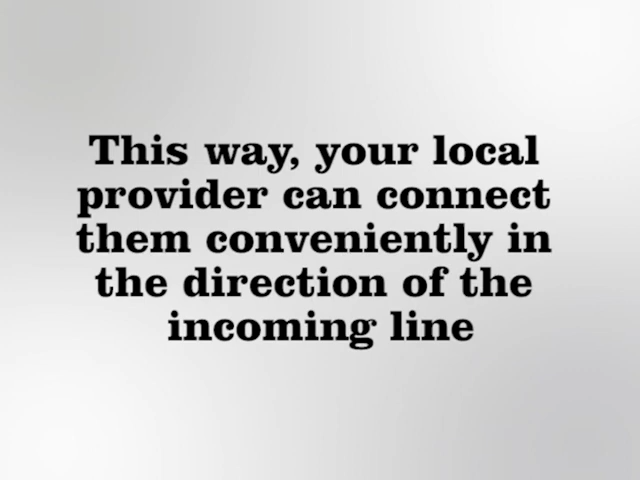 This way, your local
provider can connect
them conveniently in
the direction of the
incoming line